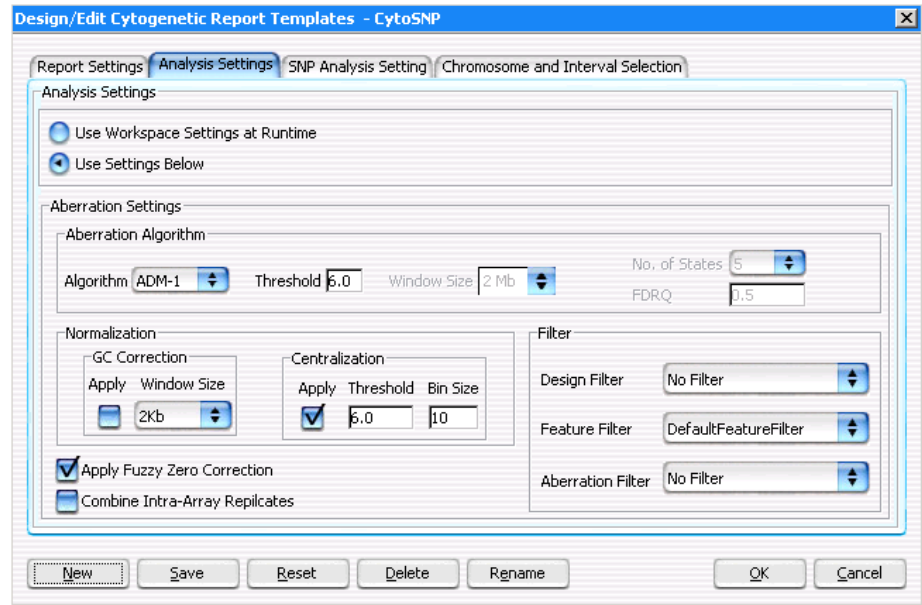 Design/Edit Cytogenetic Report Templates - CytoSNP
Report Settings Analysis Settings SNP Analysis Setting Chromosome and Interval Selection
Analysis Settings
Use Workspace Settings at Runtime
Use Settings Below
Aberration Settings
Aberration Algorithm
Algorithm ADM-1 Threshold 6.0 Window Size 2 Mb No. of States 5
FDRQ 0.5
Normalization
GC Correction
Apply Window Size
2Kb
Centralization
Apply Threshold Bin Size
6.0 10
Apply Fuzzy Zero Correction
Combine Intra-Array Repilcates
Filter
Design Filter No Filter
Feature Filter DefaultFeatureFilter
Aberration Filter No Filter
New Save Reset Delete Rename OK Cancel